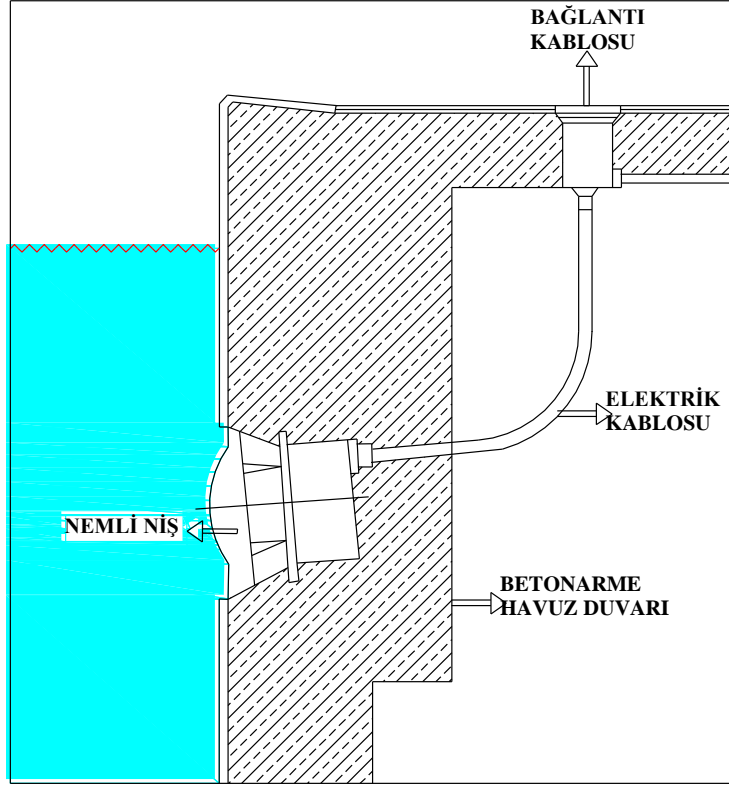 BAĞLANTI
KABLOSU
ELEKTRİK
KABLOSU
NEMLİ NİŞ
BETONARME
HAVUZ DUVARI